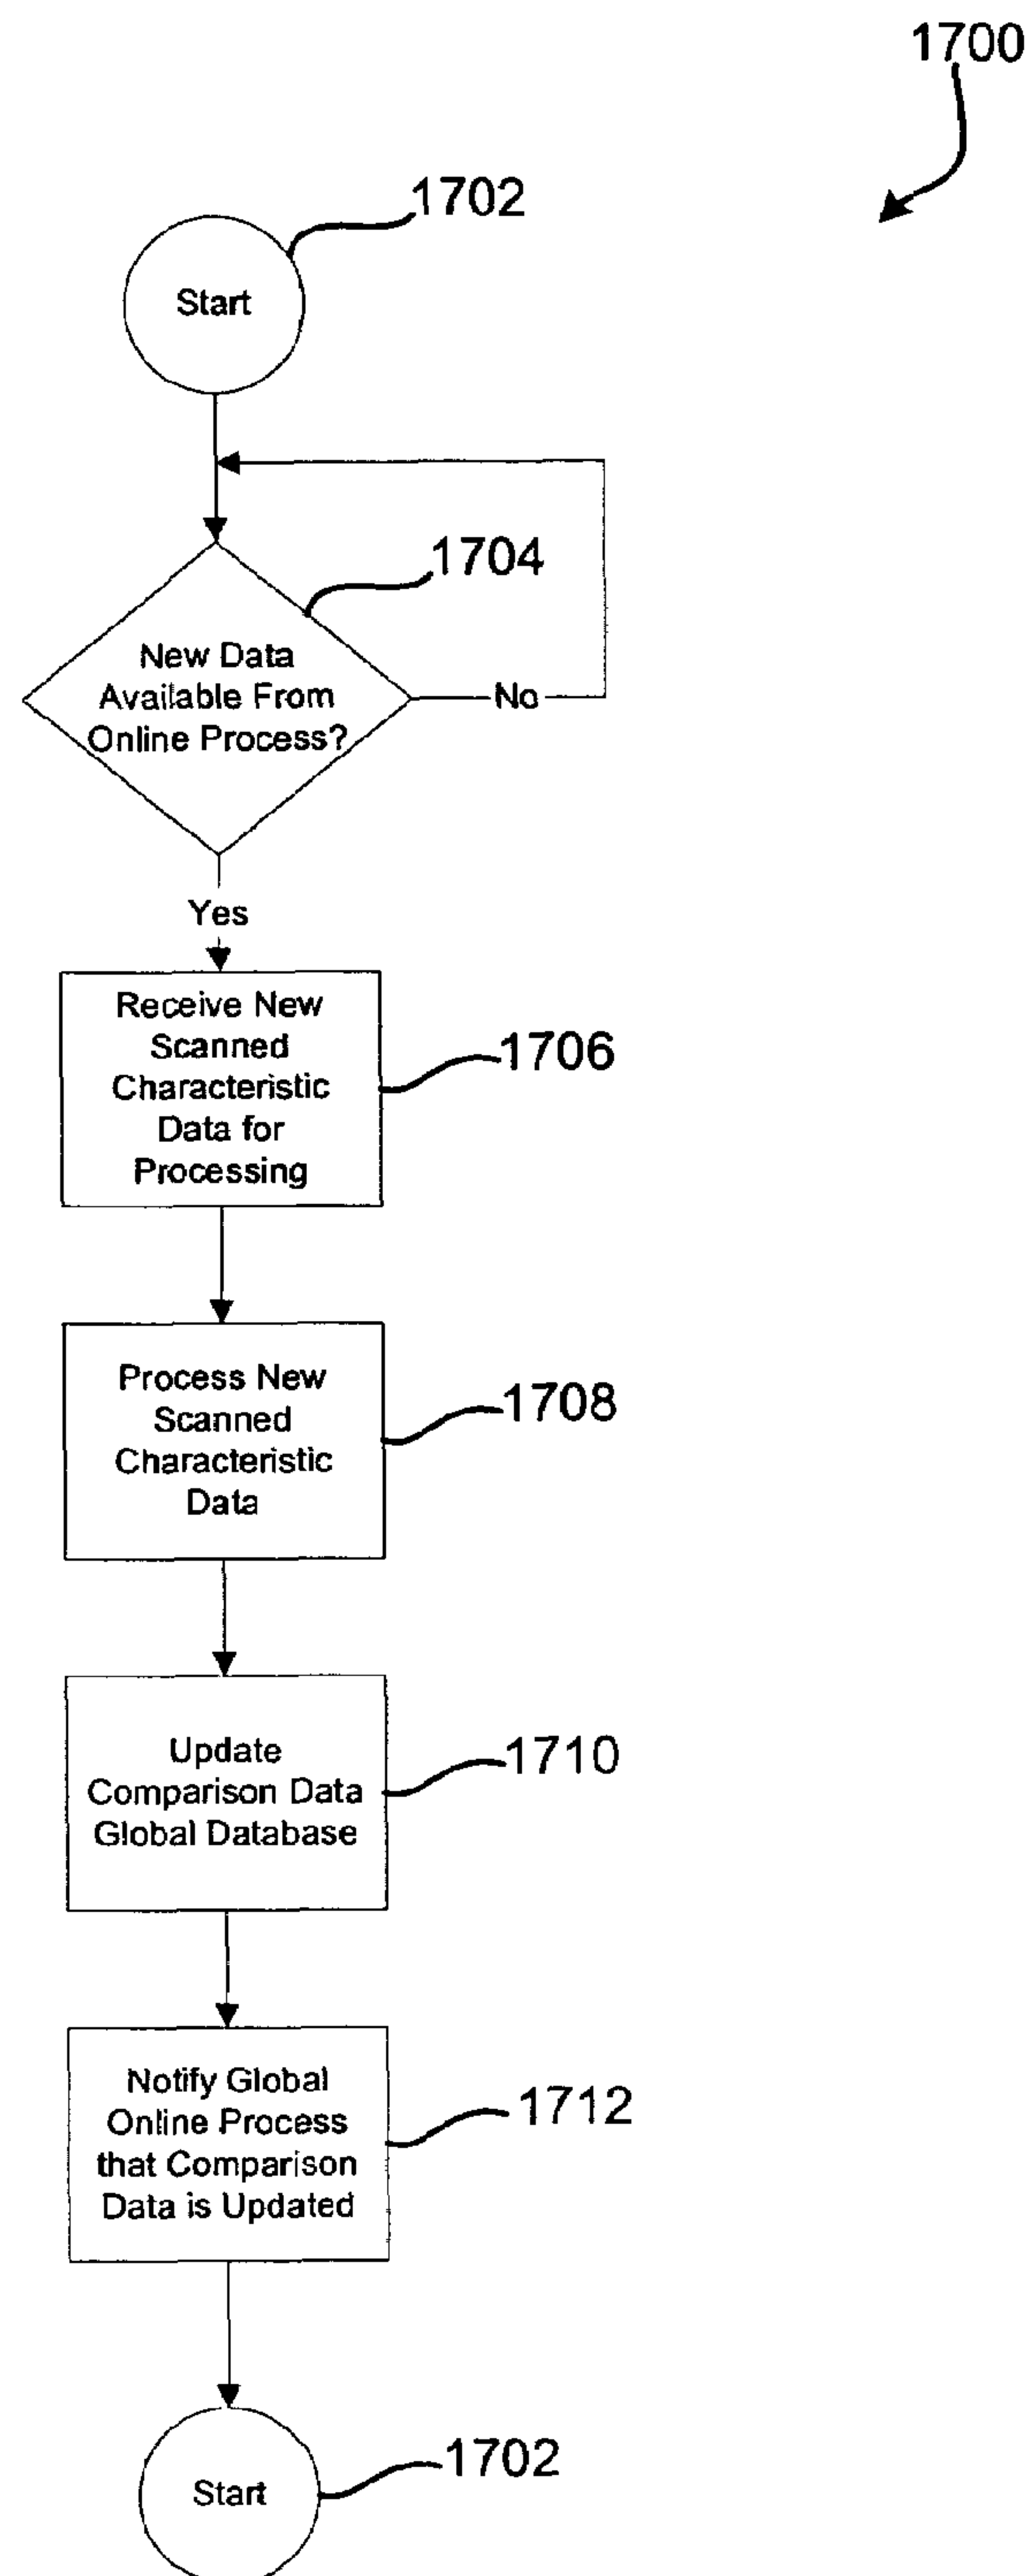 1700
1702
Start
1704
New Data
Available From
Online Process?
No
Yes
Receive New
Scanned
Characteristic
Data for
Processing
1706
Process New
Scanned
Characteristic
Data
1708
Update
Comparison Data
Global Database
1710
Notify Global
Online Process
that Comparison
Data is Updated
1712
1702
Start